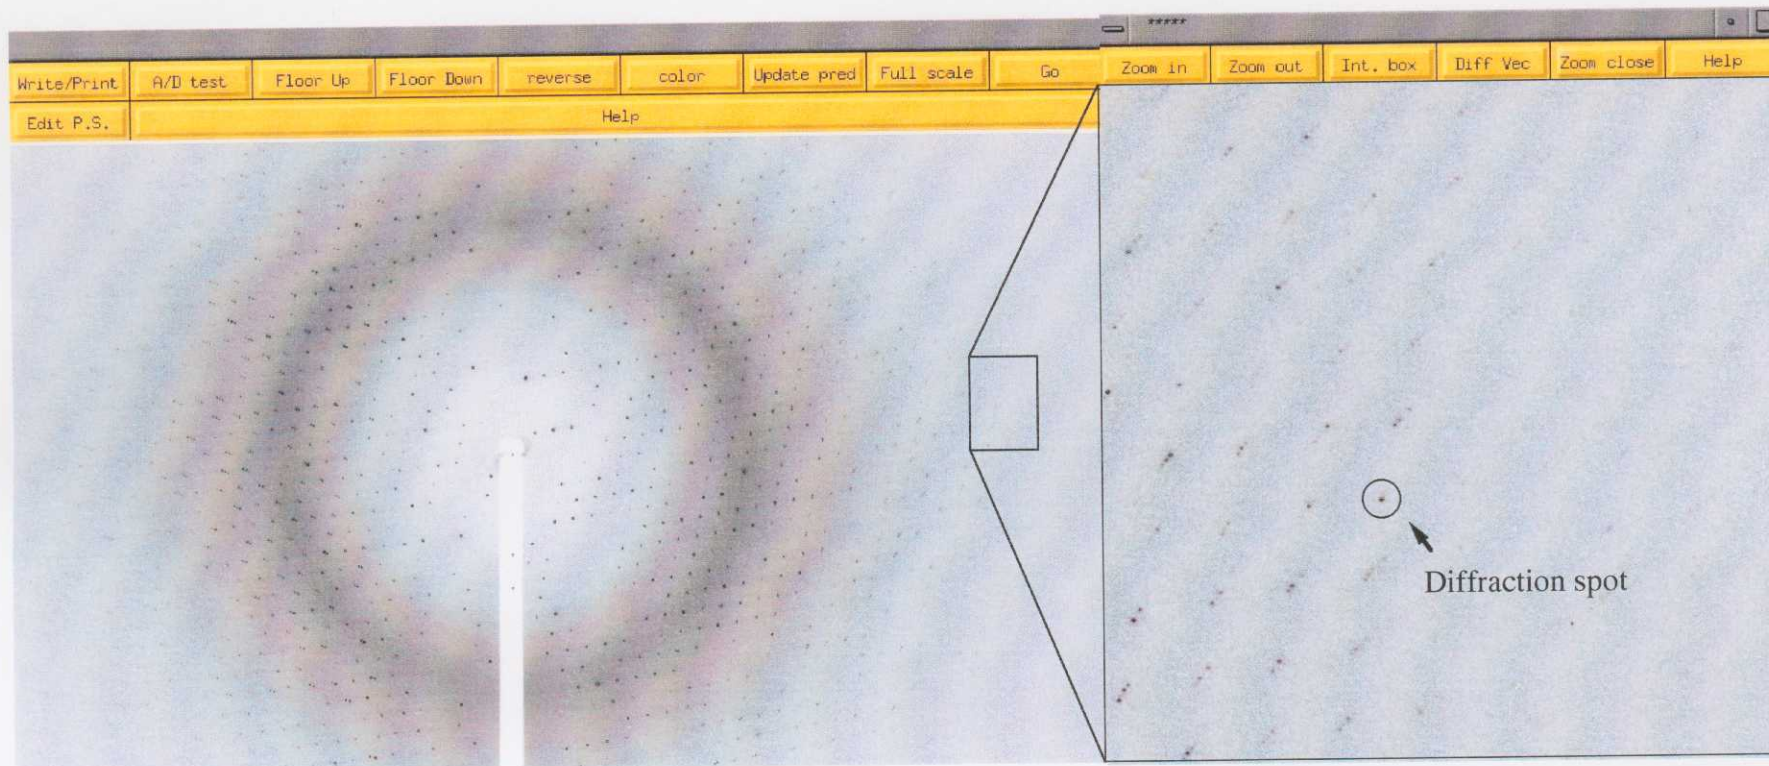 *****
Write/Print A/D test Floor Up Floor Down reverse color Update pred Full scale Go
Edit P.S. Help
Zoom in Zoom out Int. box Diff Vec Zoom close Help
Diffraction spot